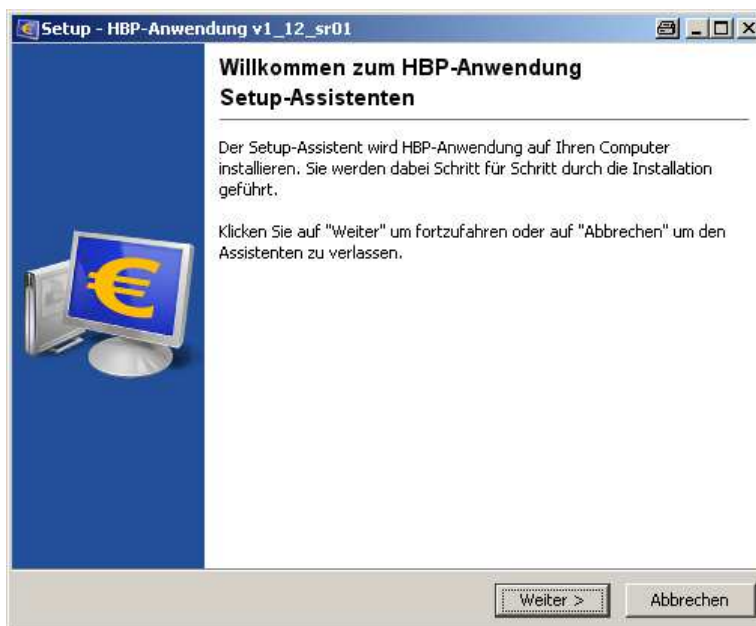 Setup - HBP-Anwendung v1_12_sr01
Willkommen zum HBP-Anwendung
Setup-Assistenten
Der Setup-Assistent wird HBP-Anwendung auf Ihren Computer
installieren. Sie werden dabei Schritt für Schritt durch die Installation
geführt.
Klicken Sie auf "Weiter" um fortzufahren oder auf "Abbrechen" um den
Assistenten zu verlassen.
Weiter >
Abbrechen